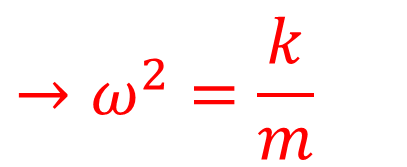 → ω² = k/m